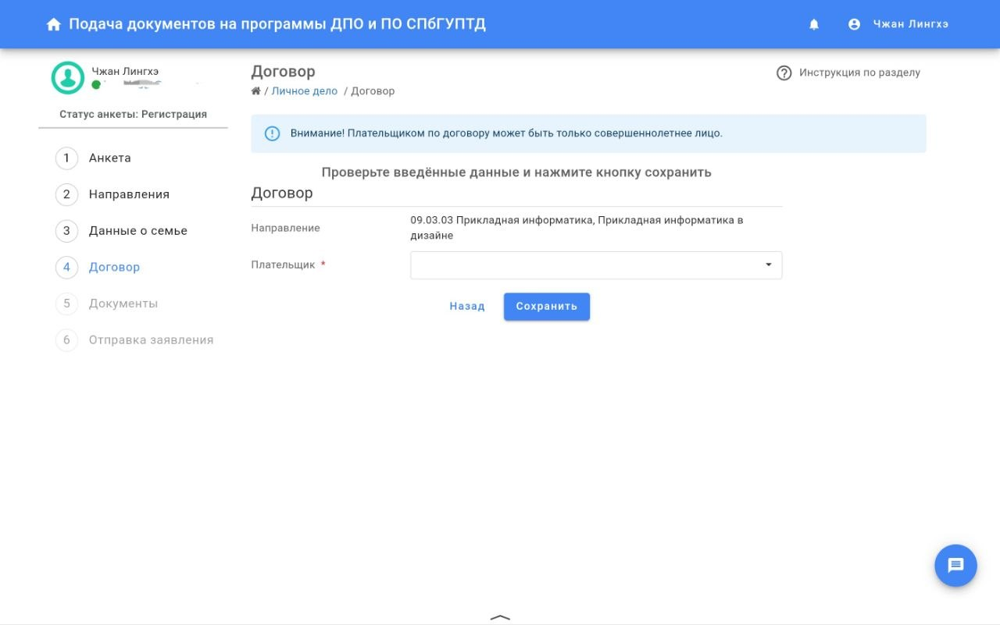 Подача документов на программы ДПО и ПО СПбГУПТД
Чжан Лингхэ
Чжан Лингхэ
Статус анкеты: Регистрация
1 Анкета
2 Направления
3 Данные о семье
4 Договор
5 Документы
6 Отправка заявления
Договор
Инструкция по разделу
/ Личное дело / Договор
Внимание! Плательщиком по договору может быть только совершеннолетнее лицо.
Проверьте введённые данные и нажмите кнопку сохранить
Договор
Направление
09.03.03 Прикладная информатика, Прикладная информатика в
дизайне
Плательщик *
Назад
Сохранить